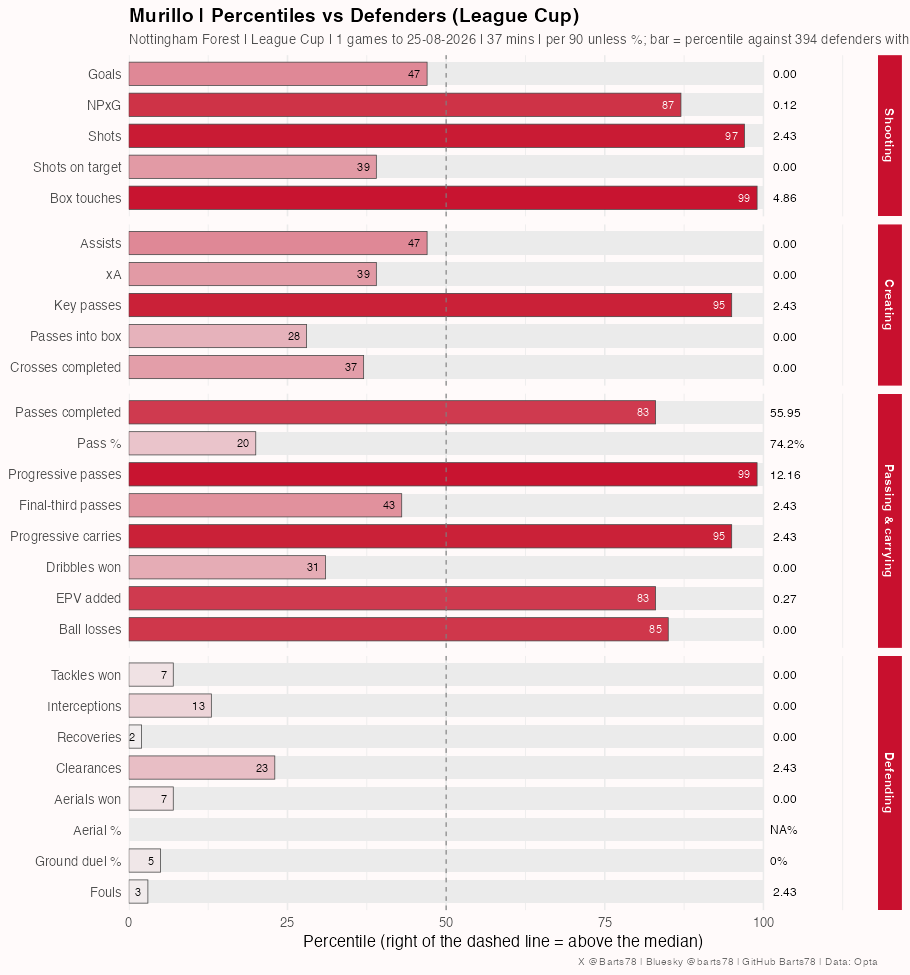 Murillo | Percentiles vs Defenders (League Cup)
Nottingham Forest | League Cup | 1 games to 25-08-2026 | 37 mins | per 90 unless %; bar = percentile against 394 defenders with
Goals 47 0.00
NPxG 87 0.12
Shots 97 2.43
Shots on target 39 0.00
Box touches 99 4.86
Shooting
Assists 47 0.00
xA 39 0.00
Key passes 95 2.43
Passes into box 28 0.00
Crosses completed 37 0.00
Creating
Passes completed 83 55.95
Pass % 20 74.2%
Progressive passes 99 12.16
Final-third passes 43 2.43
Progressive carries 95 2.43
Dribbles won 31 0.00
EPV added 83 0.27
Ball losses 85 0.00
Passing & carrying
Tackles won 7 0.00
Interceptions 13 0.00
Recoveries 2 0.00
Clearances 23 2.43
Aerials won 7 0.00
Aerial % NA%
Ground duel % 5 0%
Fouls 3 2.43
Defending
0 25 50 75 100
Percentile (right of the dashed line = above the median)
X @Barts78 | Bluesky @barts78 | GitHub Barts78 | Data: Opta